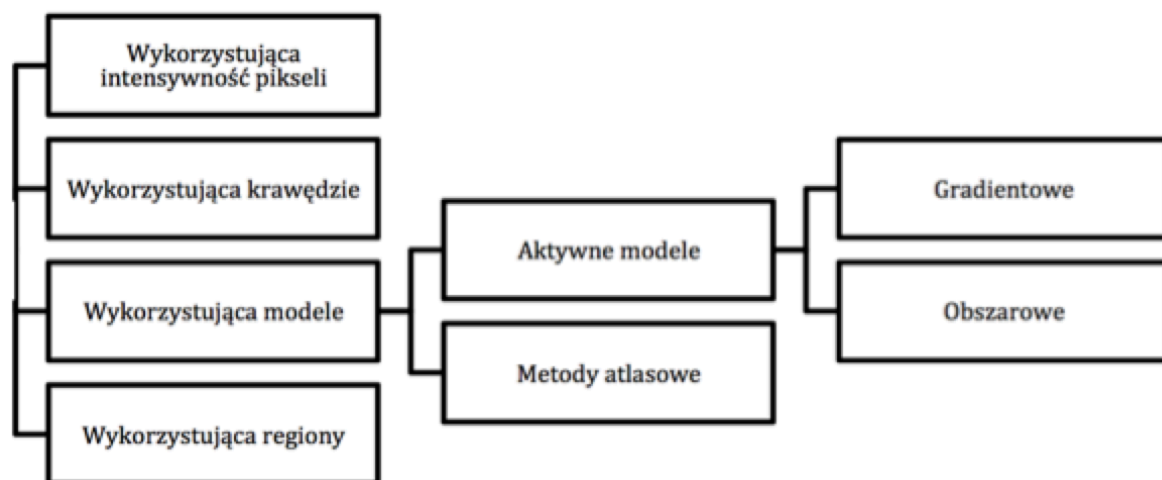 Wykorzystująca
intensywność pikseli
Wykorzystująca krawędzie
Wykorzystująca modele
Wykorzystująca regiony
Aktywne modele
Metody atlasowe
Gradientowe
Obszarowe